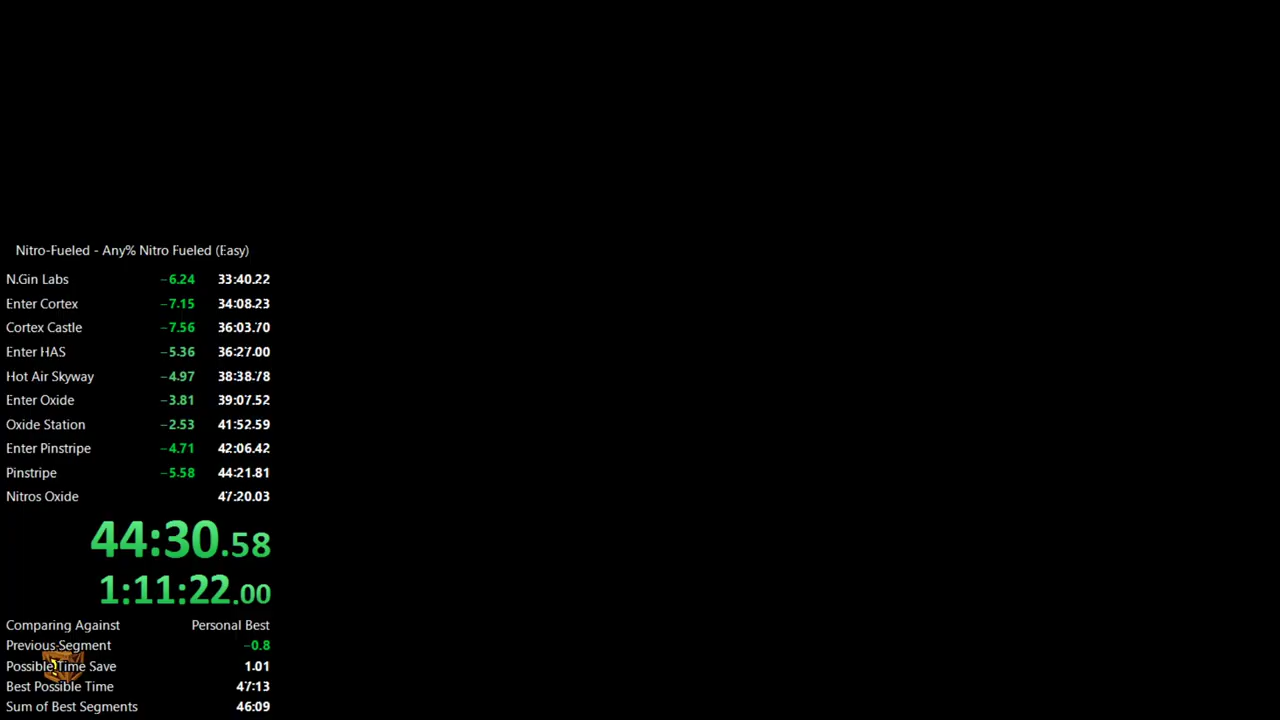 Nitro-Fueled - Any% Nitro Fueled (Easy)
N.Gin Labs -6.24 33:40.22
Enter Cortex -7.15 34:08.23
Cortex Castle -7.56 36:03.70
Enter HAS -5.36 36:27.00
Hot Air Skyway -4.97 38:38.78
Enter Oxide -3.81 39:07.52
Oxide Station -2.53 41:52.59
Enter Pinstripe -4.71 42:06.42
Pinstripe -5.58 44:21.81
Nitros Oxide 47:20.03
44:30.58
1:11:22.00
Comparing Against Personal Best
Previous Segment -0.8
Possible Time Save 1.01
Best Possible Time 47:13
Sum of Best Segments 46:09